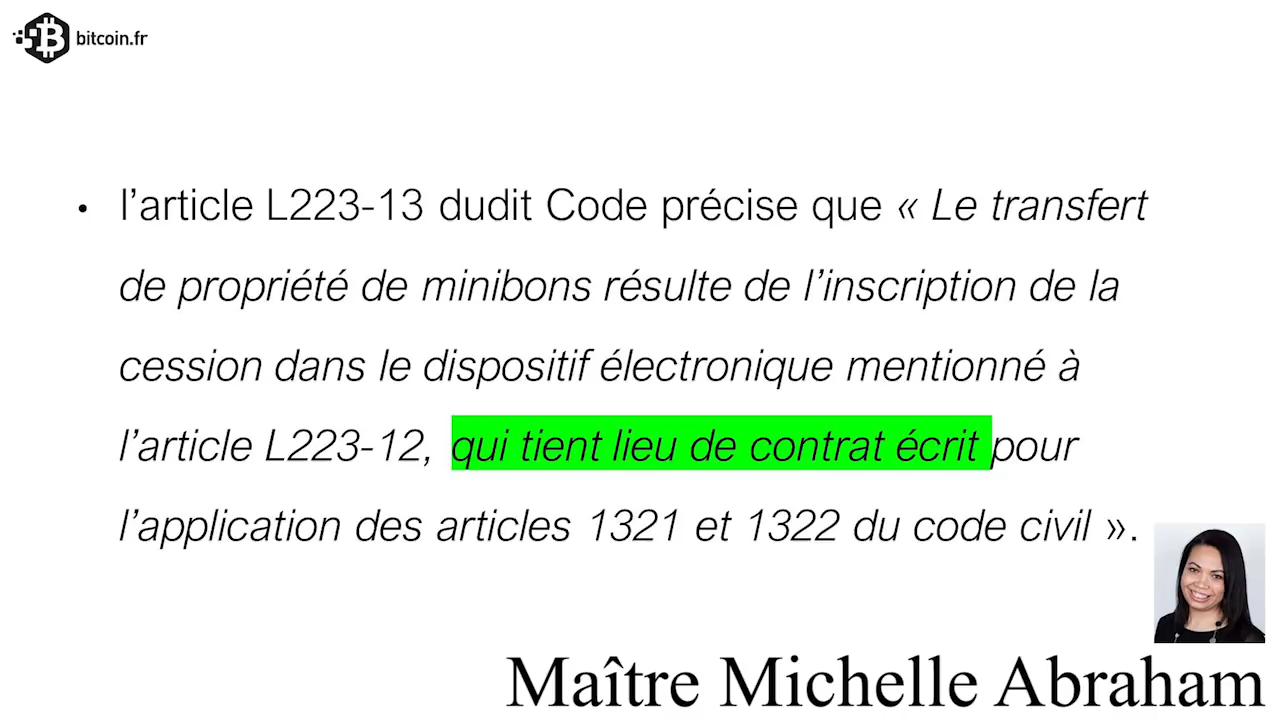 bitcoin.fr
• l’article L223-13 dudit Code précise que « Le transfert
de propriété de minibons résulte de l’inscription de la
cession dans le dispositif électronique mentionné à
l’article L223-12, qui tient lieu de contrat écrit pour
l’application des articles 1321 et 1322 du code civil ».
Maître Michelle Abraham